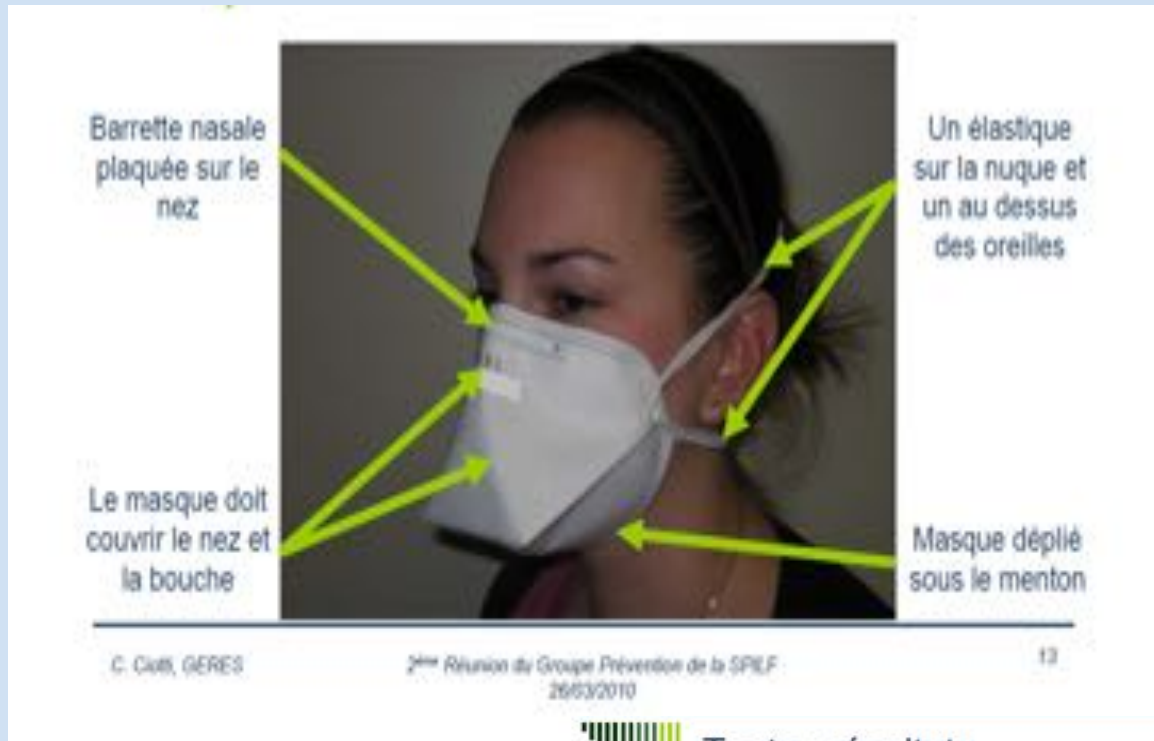 Barrette nasale
plaquée sur le
nez
Un élastique
sur la nuque et
un au dessus
des oreilles
Le masque doit
couvrir le nez et
la bouche
Masque déplié
sous le menton
C. Ciotti, GERES
2ème Réunion du Groupe Prévention de la SPILF
26/03/2010
13